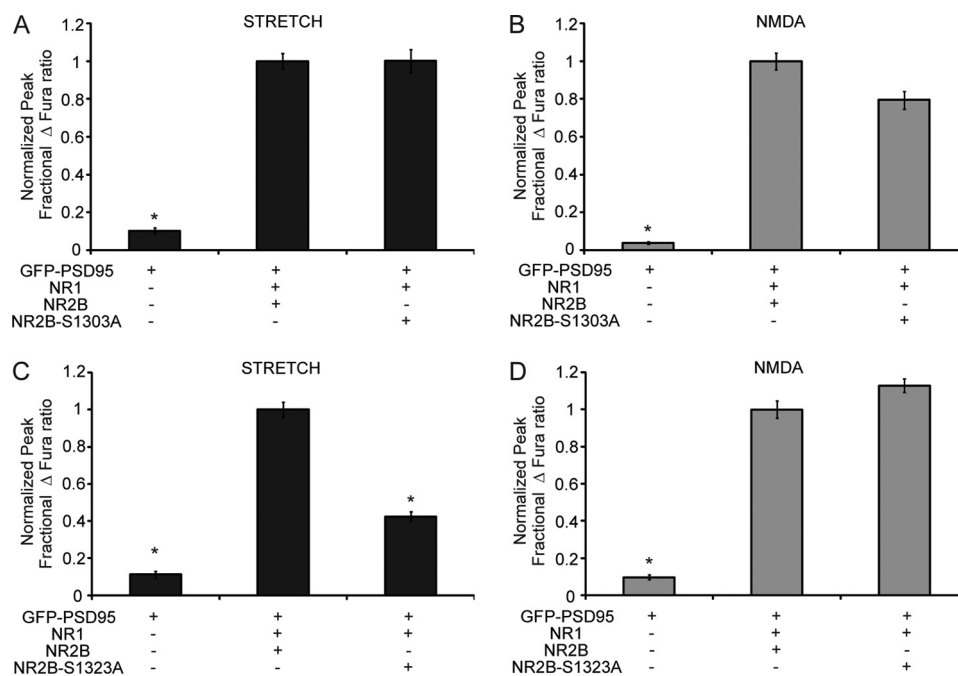 A
STRETCH
Normalized Peak
Fractional Δ Fura ratio
1.2
1
0.8
0.6
0.4
0.2
0
*
GFP-PSD95 + + +
NR1 - + +
NR2B - + -
NR2B-S1303A - - +
B
NMDA
Normalized Peak
Fractional Δ Fura ratio
1.2
1
0.8
0.6
0.4
0.2
0
*
GFP-PSD95 + + +
NR1 - + +
NR2B - + -
NR2B-S1303A - - +
C
STRETCH
Normalized Peak
Fractional Δ Fura ratio
1.2
1
0.8
0.6
0.4
0.2
0
*
*
GFP-PSD95 + + +
NR1 - + +
NR2B - + -
NR2B-S1323A - - +
D
NMDA
Normalized Peak
Fractional Δ Fura ratio
1.2
1
0.8
0.6
0.4
0.2
0
*
GFP-PSD95 + + +
NR1 - + +
NR2B - + -
NR2B-S1323A - - +